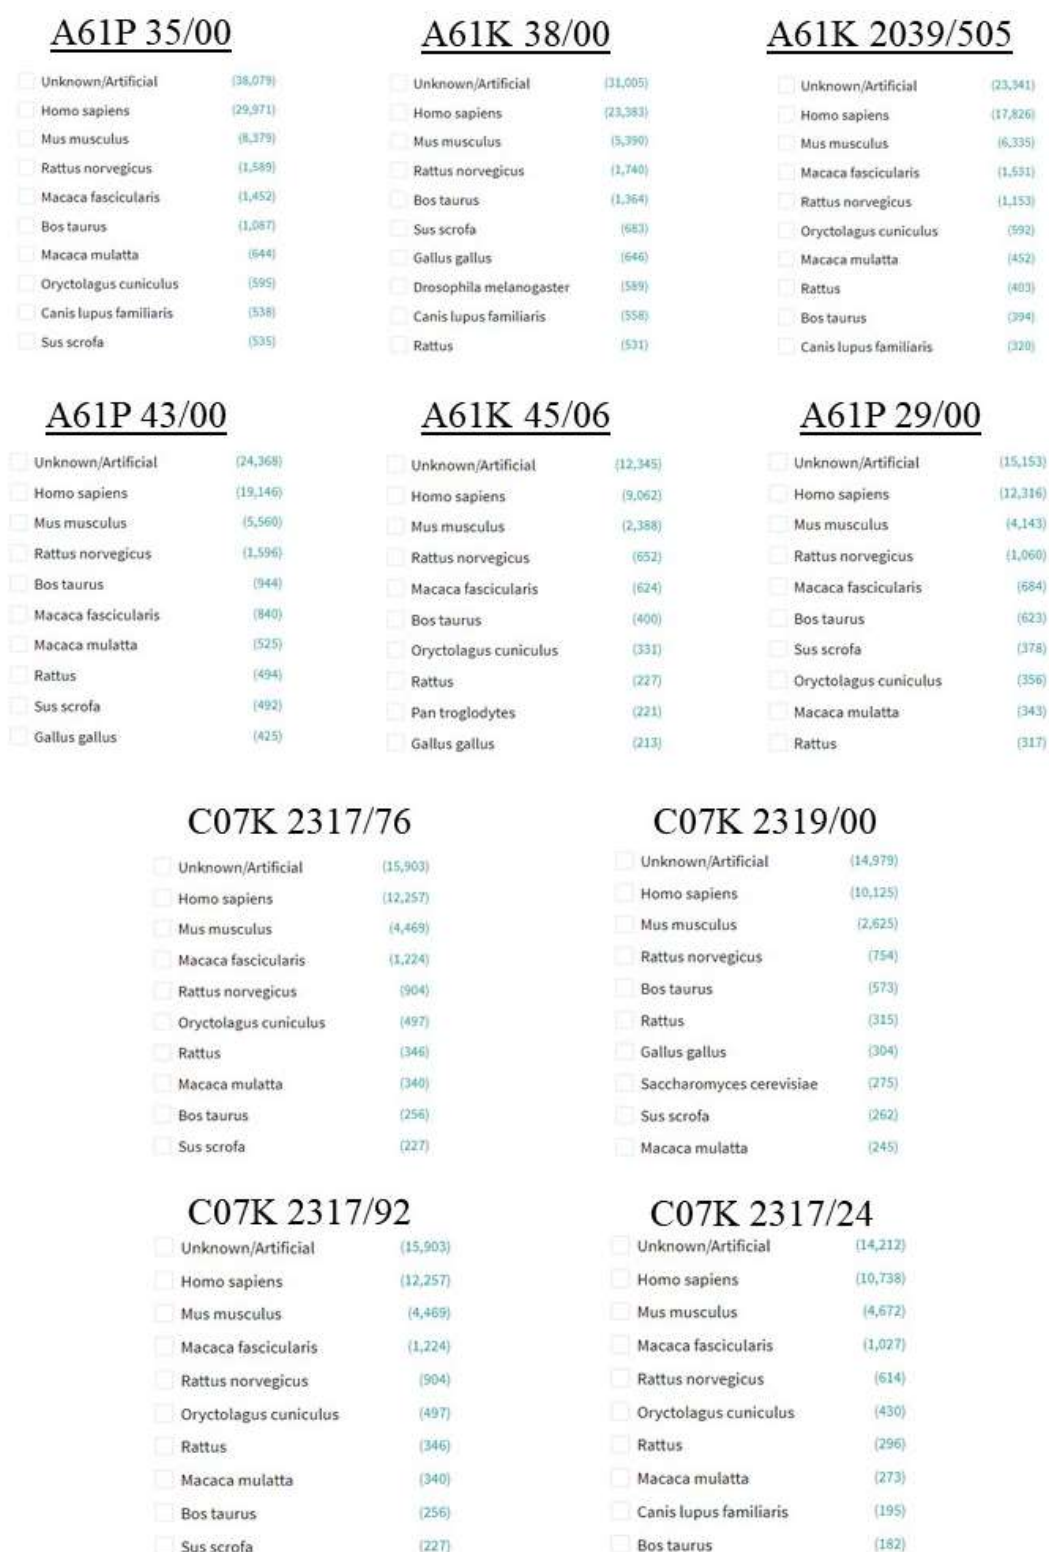 A61P 35/00
Unknown/Artificial (38,079)
Homo sapiens (29,971)
Mus musculus (8,379)
Rattus norvegicus (1,589)
Macaca fascicularis (1,452)
Bos taurus (1,087)
Macaca mulatta (644)
Oryctolagus cuniculus (595)
Canis lupus familiaris (538)
Sus scrofa (535)
A61K 38/00
Unknown/Artificial (31,005)
Homo sapiens (23,383)
Mus musculus (5,390)
Rattus norvegicus (1,740)
Bos taurus (1,364)
Sus scrofa (683)
Gallus gallus (646)
Drosophila melanogaster (589)
Canis lupus familiaris (558)
Rattus (531)
A61K 2039/505
Unknown/Artificial (23,341)
Homo sapiens (17,826)
Mus musculus (6,335)
Macaca fascicularis (1,531)
Rattus norvegicus (1,153)
Oryctolagus cuniculus (592)
Macaca mulatta (452)
Rattus (403)
Bos taurus (394)
Canis lupus familiaris (320)
A61P 43/00
Unknown/Artificial (24,368)
Homo sapiens (19,146)
Mus musculus (5,560)
Rattus norvegicus (1,596)
Bos taurus (944)
Macaca fascicularis (840)
Macaca mulatta (525)
Rattus (494)
Sus scrofa (492)
Gallus gallus (425)
A61K 45/06
Unknown/Artificial (12,345)
Homo sapiens (9,062)
Mus musculus (2,388)
Rattus norvegicus (652)
Macaca fascicularis (624)
Bos taurus (400)
Oryctolagus cuniculus (331)
Rattus (227)
Pan troglodytes (221)
Gallus gallus (213)
A61P 29/00
Unknown/Artificial (15,153)
Homo sapiens (12,316)
Mus musculus (4,143)
Rattus norvegicus (1,060)
Macaca fascicularis (684)
Bos taurus (623)
Sus scrofa (378)
Oryctolagus cuniculus (356)
Macaca mulatta (343)
Rattus (317)
C07K 2317/76
Unknown/Artificial (15,903)
Homo sapiens (12,257)
Mus musculus (4,469)
Macaca fascicularis (1,224)
Rattus norvegicus (904)
Oryctolagus cuniculus (497)
Rattus (346)
Macaca mulatta (340)
Bos taurus (256)
Sus scrofa (227)
C07K 2319/00
Unknown/Artificial (14,979)
Homo sapiens (10,125)
Mus musculus (2,625)
Rattus norvegicus (754)
Bos taurus (573)
Rattus (315)
Gallus gallus (304)
Saccharomyces cerevisiae (275)
Sus scrofa (262)
Macaca mulatta (245)
C07K 2317/92
Unknown/Artificial (15,903)
Homo sapiens (12,257)
Mus musculus (4,469)
Macaca fascicularis (1,224)
Rattus norvegicus (904)
Oryctolagus cuniculus (497)
Rattus (346)
Macaca mulatta (340)
Bos taurus (256)
Sus scrofa (227)
C07K 2317/24
Unknown/Artificial (14,212)
Homo sapiens (10,738)
Mus musculus (4,672)
Macaca fascicularis (1,027)
Rattus norvegicus (614)
Oryctolagus cuniculus (430)
Rattus (296)
Macaca mulatta (273)
Canis lupus familiaris (195)
Bos taurus (182)